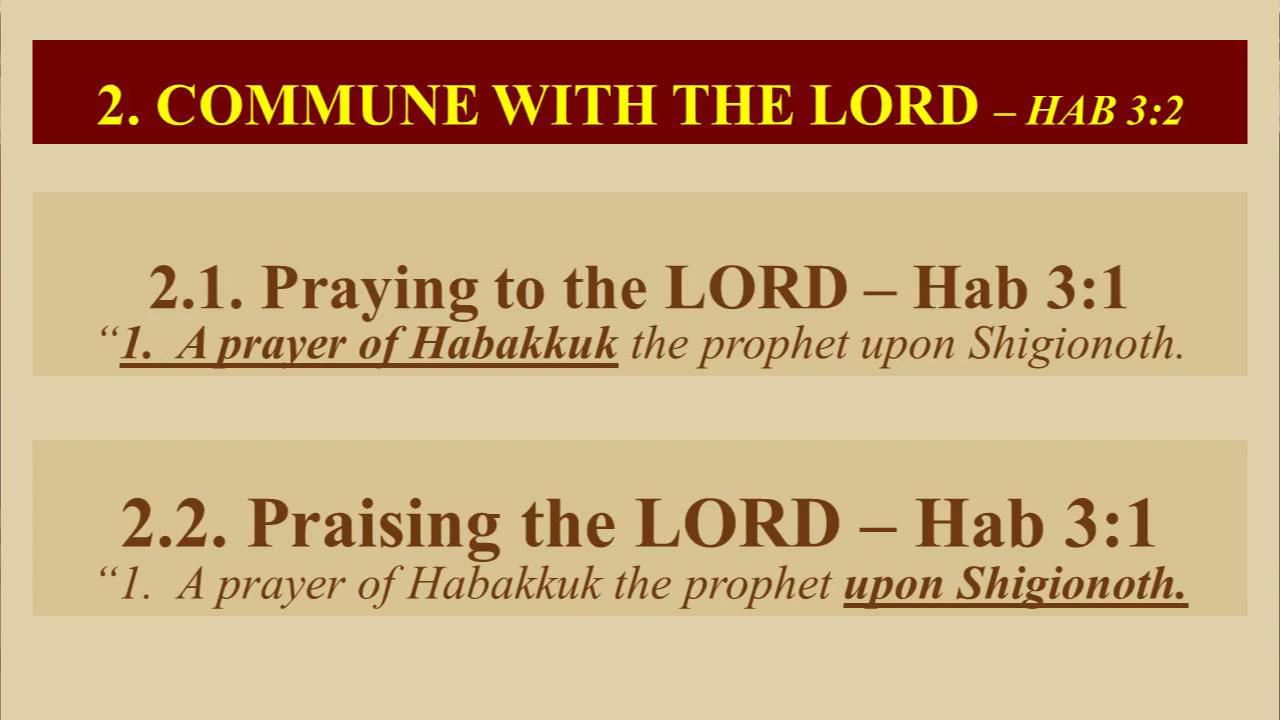 2. COMMUNE WITH THE LORD – HAB 3:2
2.1. Praying to the LORD – Hab 3:1
“1.  A prayer of Habakkuk the prophet upon Shigionoth.
2.2. Praising the LORD – Hab 3:1
“1.  A prayer of Habakkuk the prophet upon Shigionoth.